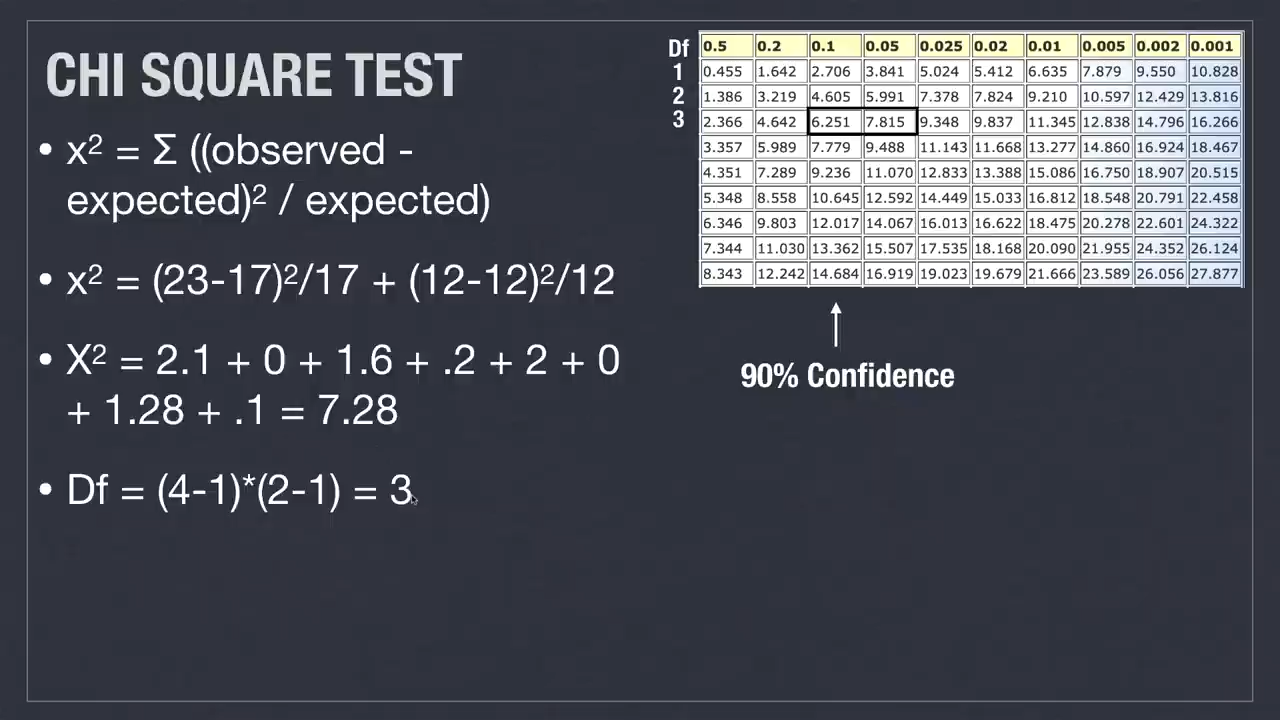 CHI SQUARE TEST
• x² = Σ ((observed -
expected)² / expected)
• x² = (23-17)²/17 + (12-12)²/12
• X² = 2.1 + 0 + 1.6 + .2 + 2 + 0
+ 1.28 + .1 = 7.28
• Df = (4-1)*(2-1) = 3
Df 0.5 0.2 0.1 0.05 0.025 0.02 0.01 0.005 0.002 0.001
1 0.455 1.642 2.706 3.841 5.024 5.412 6.635 7.879 9.550 10.828
2 1.386 3.219 4.605 5.991 7.378 7.824 9.210 10.597 12.429 13.816
3 2.366 4.642 6.251 7.815 9.348 9.837 11.345 12.838 14.796 16.266
3.357 5.989 7.779 9.488 11.143 11.668 13.277 14.860 16.924 18.467
4.351 7.289 9.236 11.070 12.833 13.388 15.086 16.750 18.907 20.515
5.348 8.558 10.645 12.592 14.449 15.033 16.812 18.548 20.791 22.458
6.346 9.803 12.017 14.067 16.013 16.622 18.475 20.278 22.601 24.322
7.344 11.030 13.362 15.507 17.535 18.168 20.090 21.955 24.352 26.124
8.343 12.242 14.684 16.919 19.023 19.679 21.666 23.589 26.056 27.877
90% Confidence